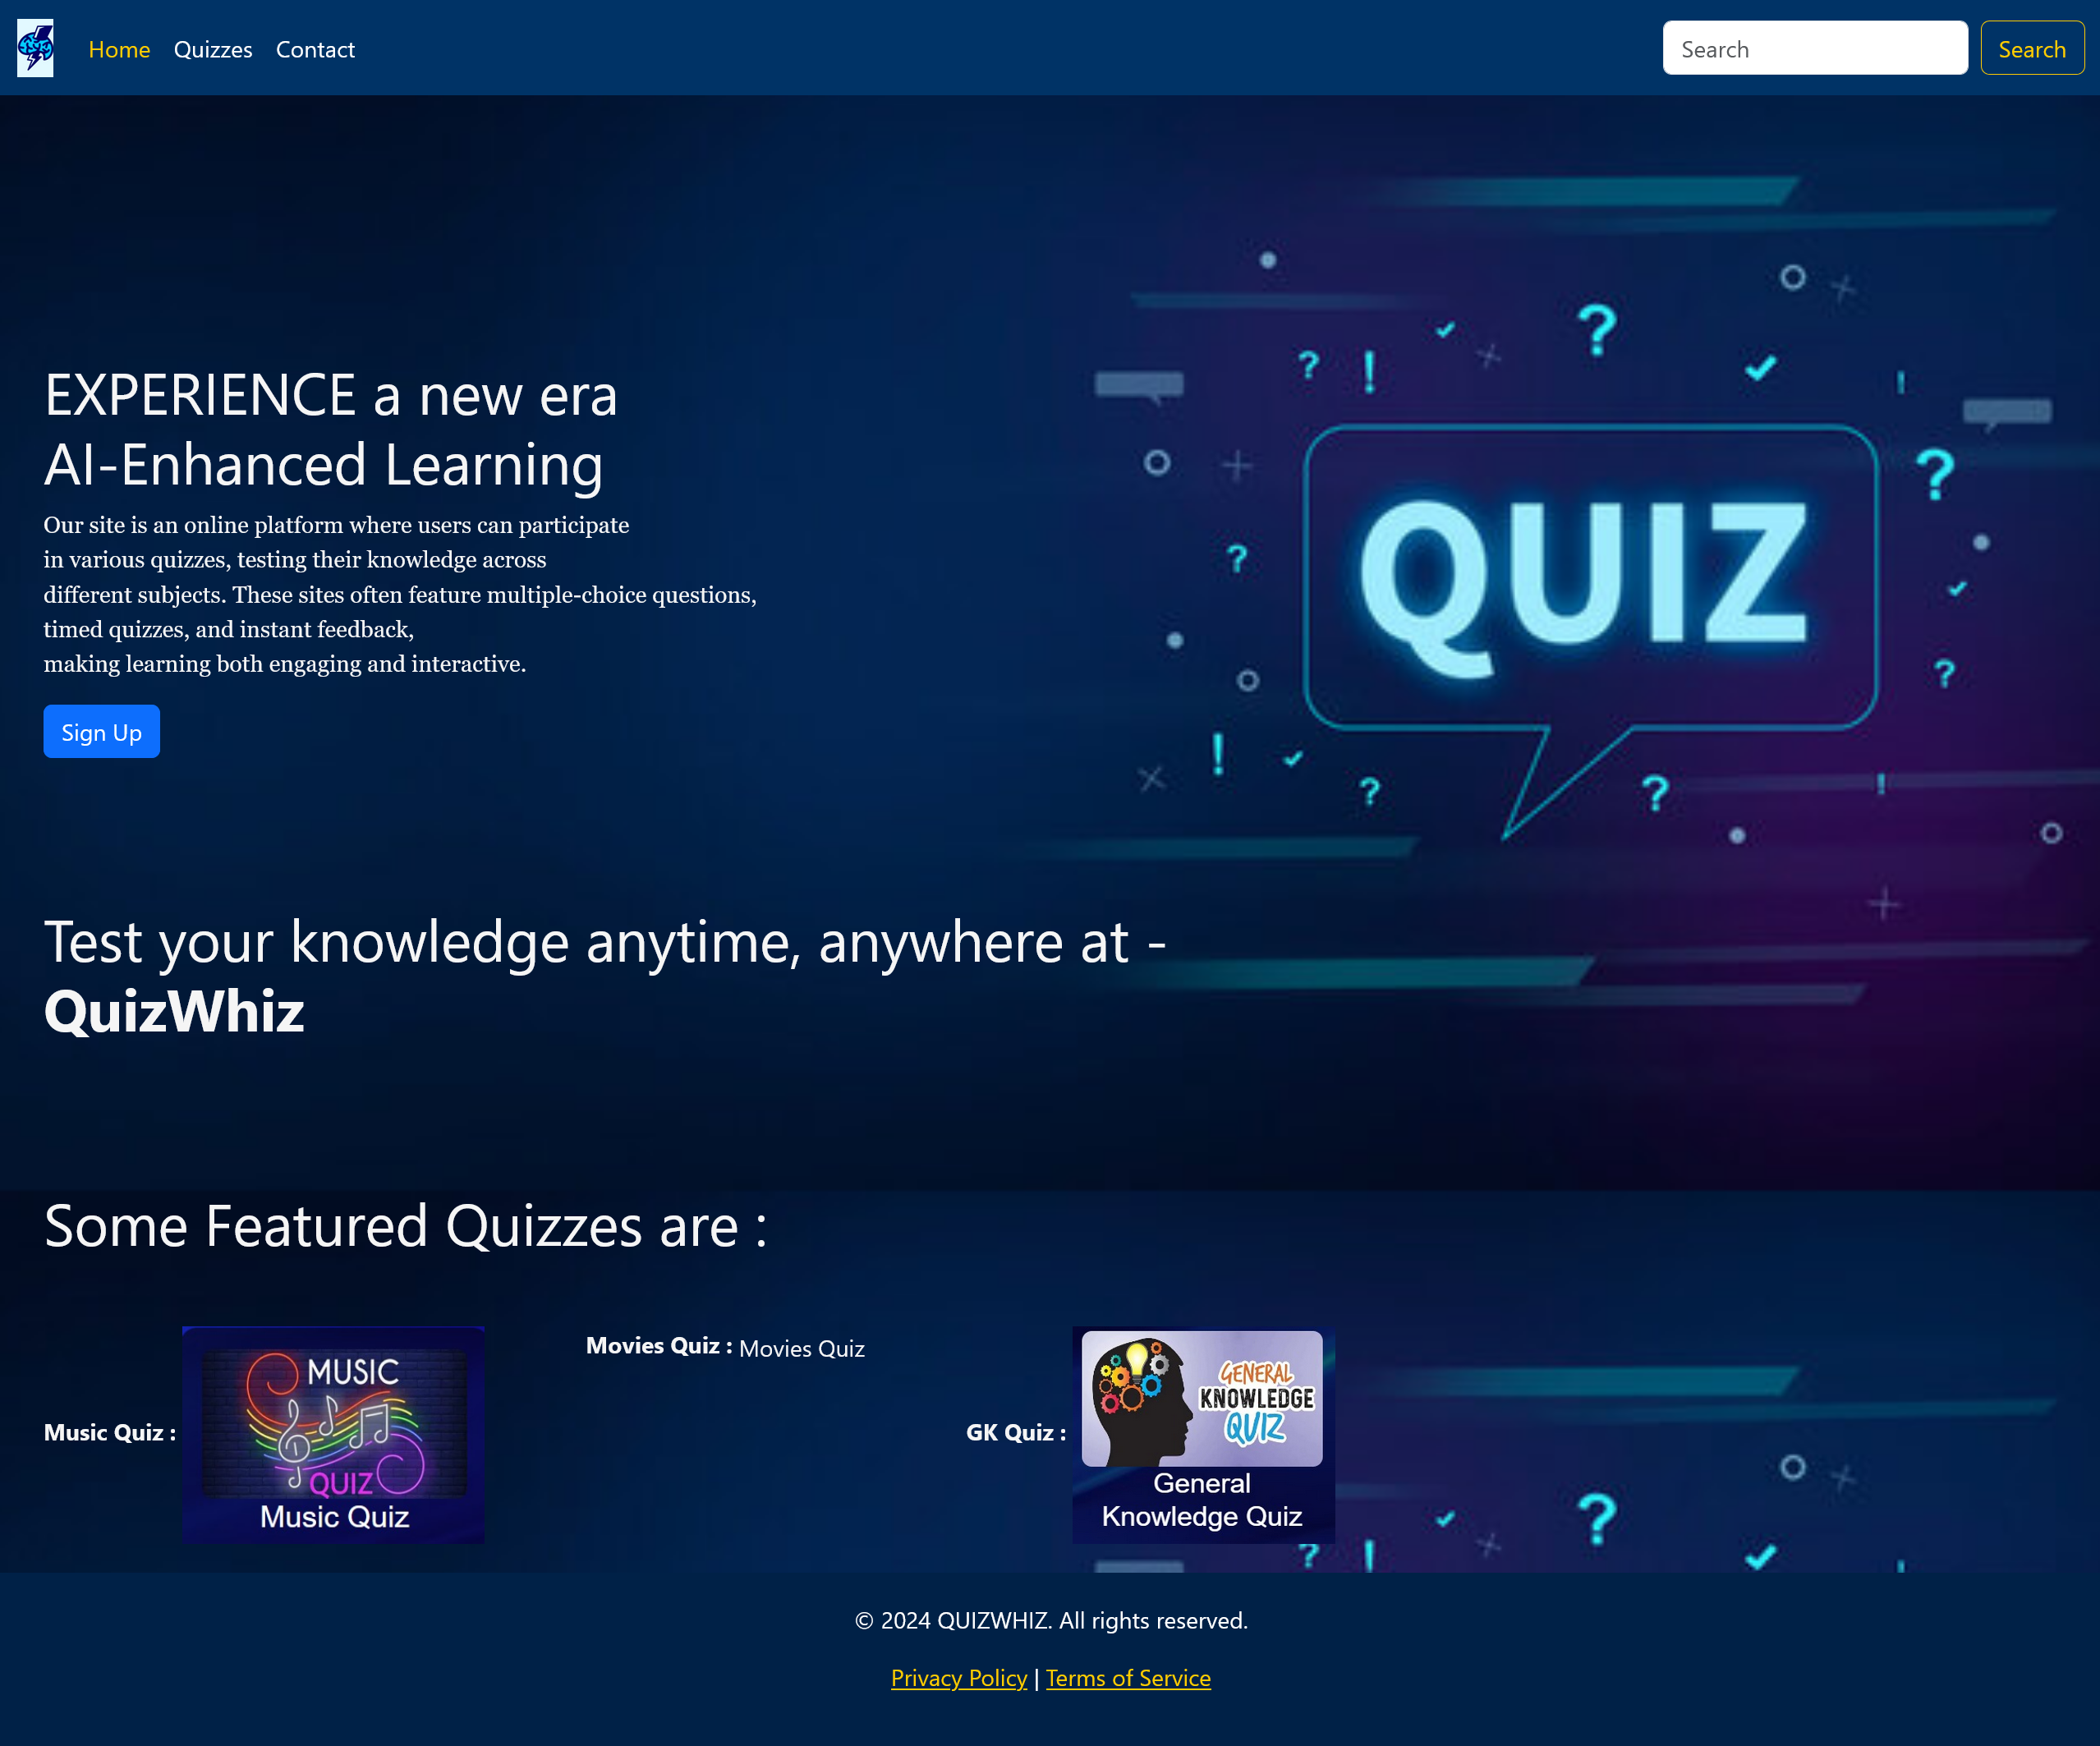 Home Quizzes Contact
Search
Search
EXPERIENCE a new era
AI-Enhanced Learning
Our site is an online platform where users can participate
in various quizzes, testing their knowledge across
different subjects. These sites often feature multiple-choice questions,
timed quizzes, and instant feedback,
making learning both engaging and interactive.
Sign Up
QUIZ
Test your knowledge anytime, anywhere at -
QuizWhiz
Some Featured Quizzes are :
Music Quiz :
MUSIC
QUIZ
Music Quiz
Movies Quiz : Movies Quiz
GK Quiz :
GENERAL
KNOWLEDGE
QUIZ
General
Knowledge Quiz
© 2024 QUIZWHIZ. All rights reserved.
Privacy Policy | Terms of Service